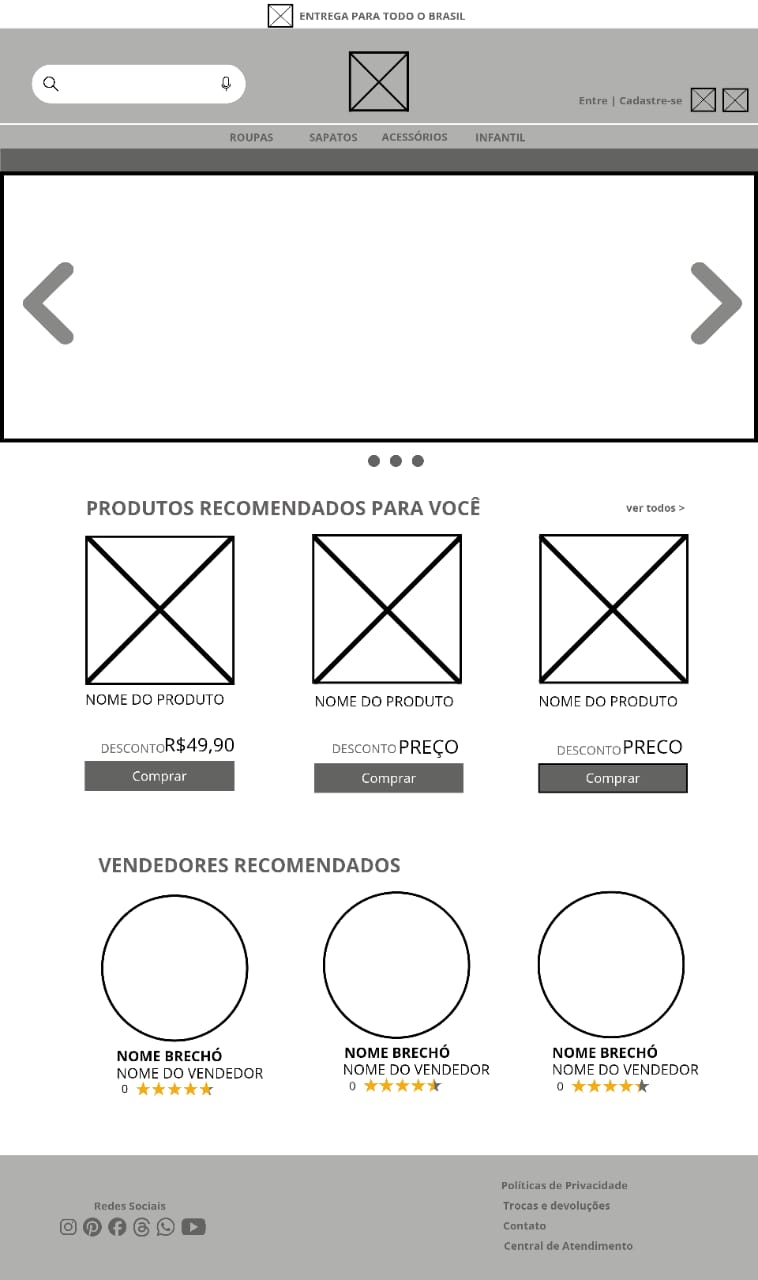 ENTREGA PARA TODO O BRASIL
Entre | Cadastre-se
ROUPAS SAPATOS ACESSÓRIOS INFANTIL
PRODUTOS RECOMENDADOS PARA VOCÊ
ver todos >
NOME DO PRODUTO
DESCONTO R$49,90
Comprar
NOME DO PRODUTO
DESCONTO PREÇO
Comprar
NOME DO PRODUTO
DESCONTO PRECO
Comprar
VENDEDORES RECOMENDADOS
NOME BRECHÓ
NOME DO VENDEDOR
0
NOME BRECHÓ
NOME DO VENDEDOR
0
NOME BRECHÓ
NOME DO VENDEDOR
0
Redes Sociais
Políticas de Privacidade
Trocas e devoluções
Contato
Central de Atendimento